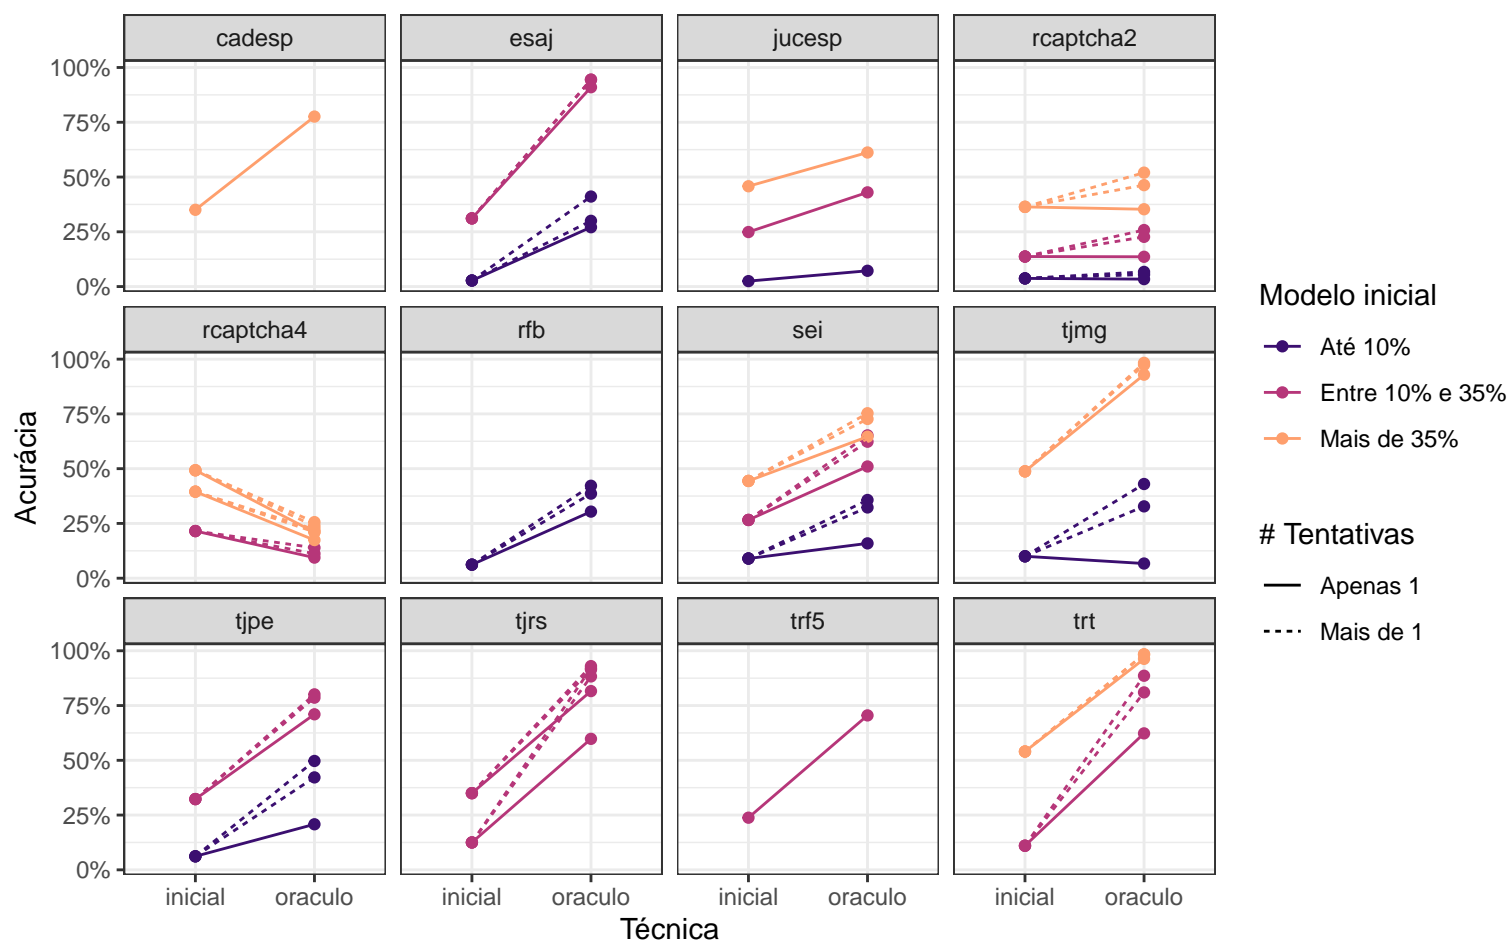 cadesp esaj jucesp rcaptcha2
100%
75%
50%
25%
0%
rcaptcha4 rfb sei tjmg
100%
75%
50%
25%
0%
tjpe tjrs trf5 trt
100%
75%
50%
25%
0%
inicial oraculo inicial oraculo inicial oraculo inicial oraculo
Técnica
Acurácia
Modelo inicial
Até 10%
Entre 10% e 35%
Mais de 35%
# Tentativas
Apenas 1
Mais de 1